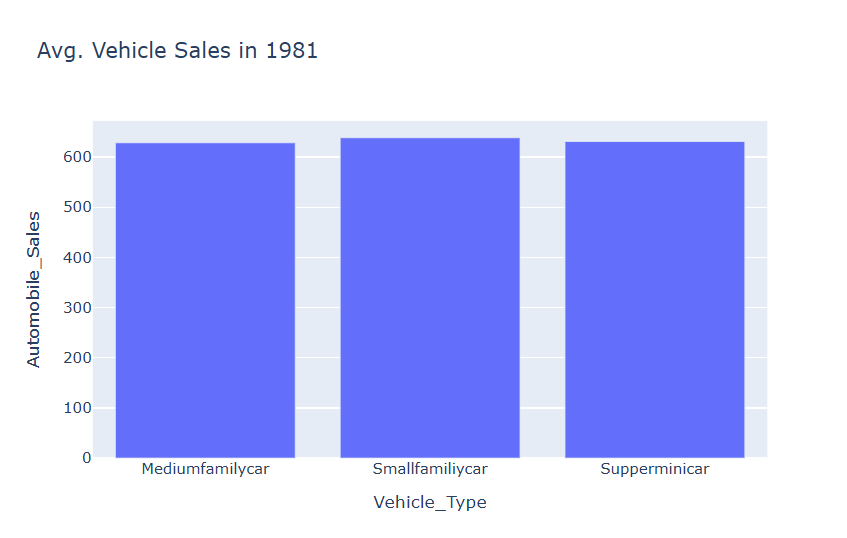 Avg. Vehicle Sales in 1981
Automobile_Sales
600
500
400
300
200
100
0
Mediumfamilycar Smallfamiliycar Supperminicar
Vehicle_Type